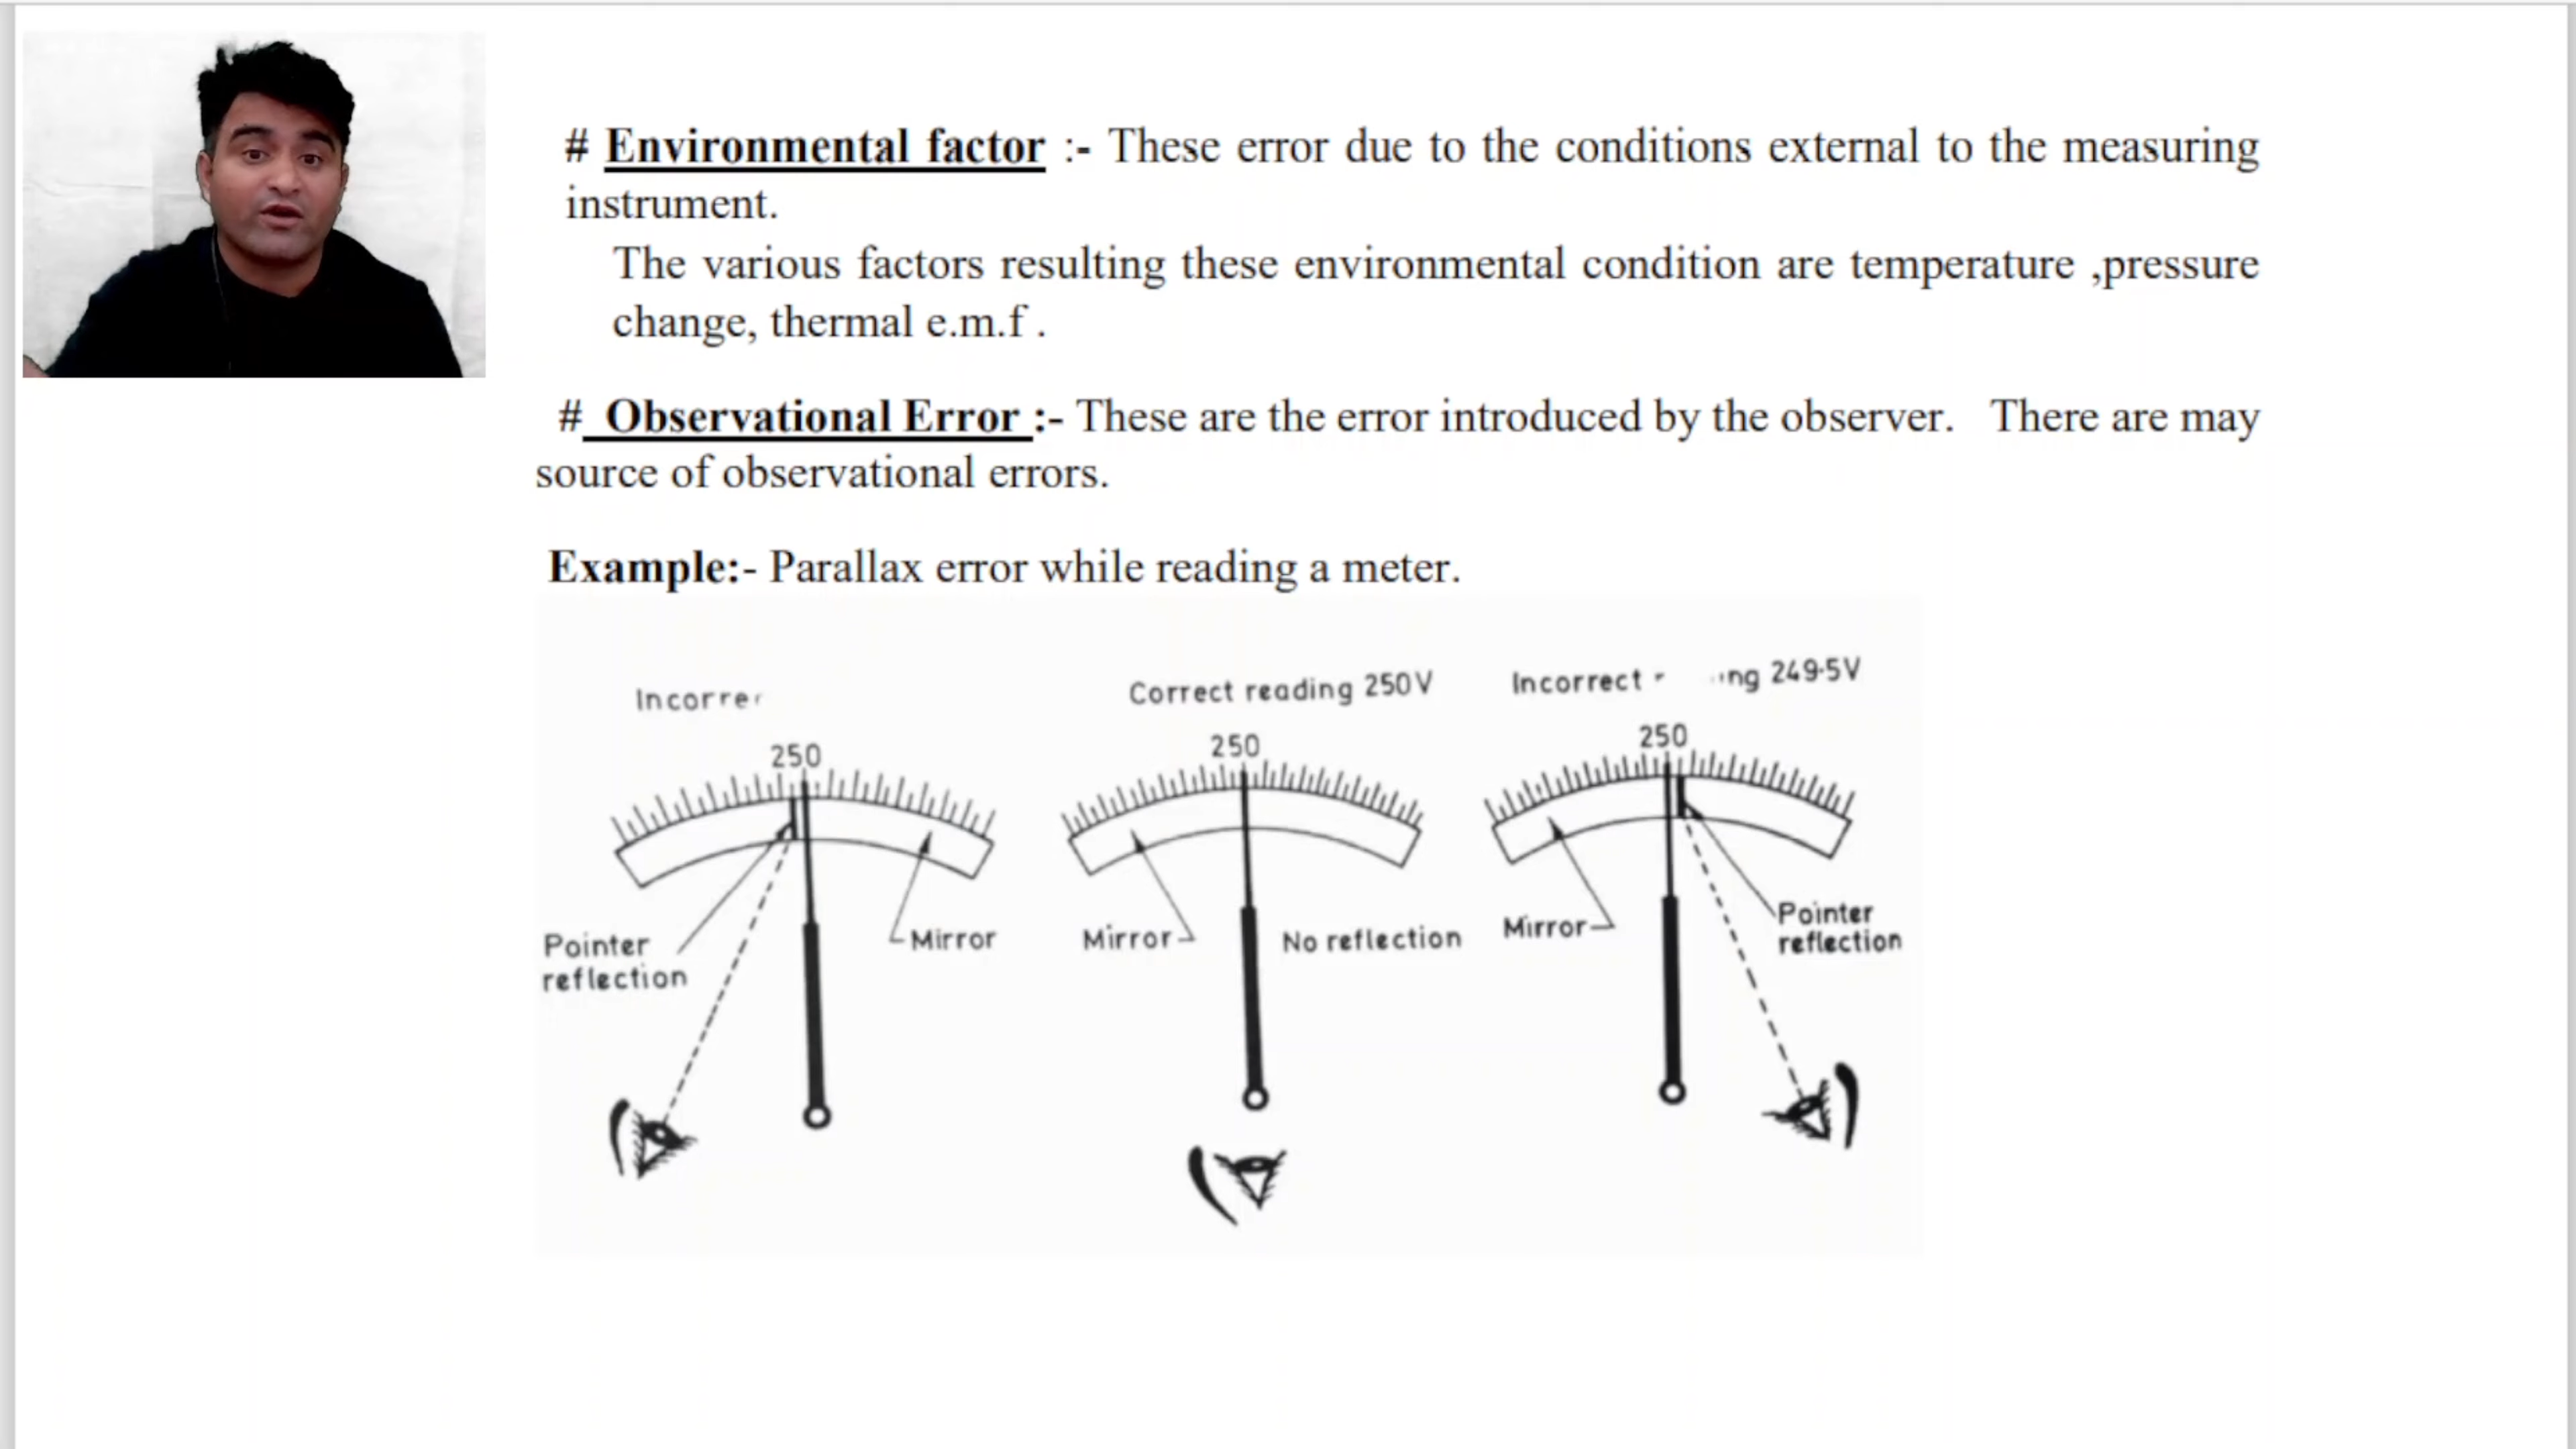 # Environmental factor :- These error due to the conditions external to the measuring
instrument.
The various factors resulting these environmental condition are temperature ,pressure
change, thermal e.m.f .
# Observational Error :- These are the error introduced by the observer. There are may
source of observational errors.
Example:- Parallax error while reading a meter.
Correct reading 250V
Incorrect 249·5V
250
250
250
Pointer
reflection
Mirror
Mirror
No reflection
Mirror
Pointer
reflection